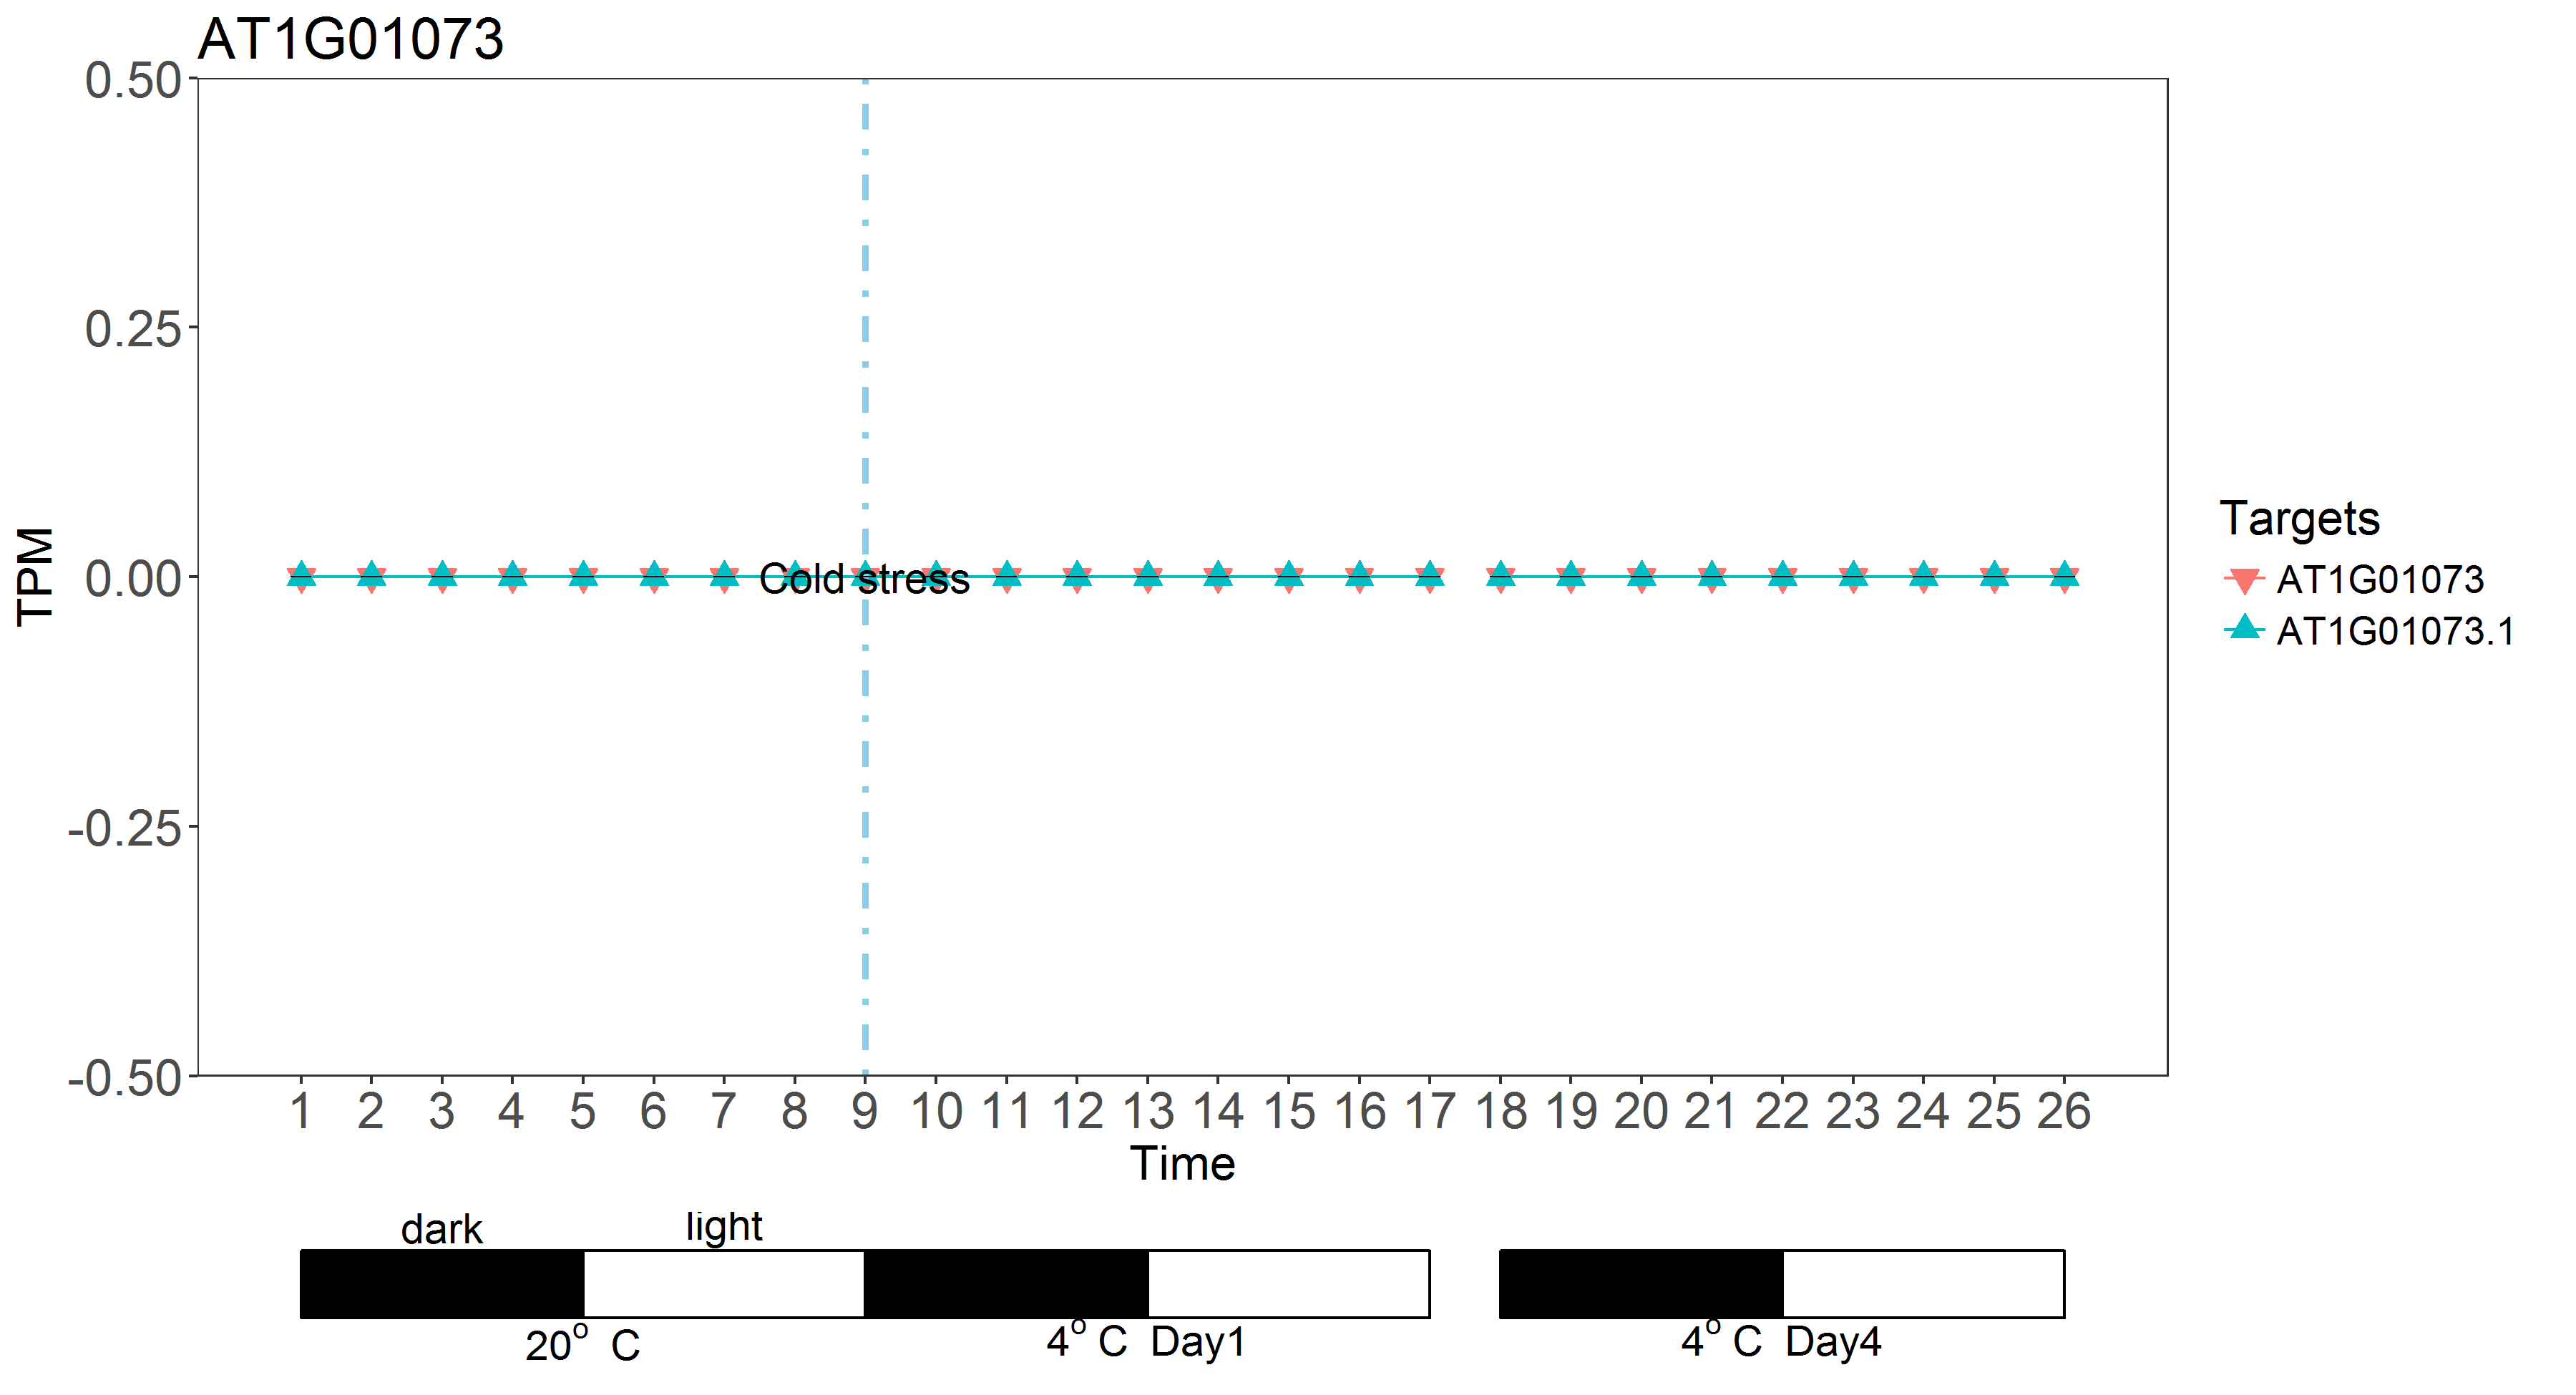 AT1G01073
0.50
0.25
0.00
-0.25
-0.50
TPM
Cold stress
1 2 3 4 5 6 7 8 9 10 11 12 13 14 15 16 17 18 19 20 21 22 23 24 25 26
Time
Targets
AT1G01073
AT1G01073.1
dark light
20° C 4° C Day1 4° C Day4